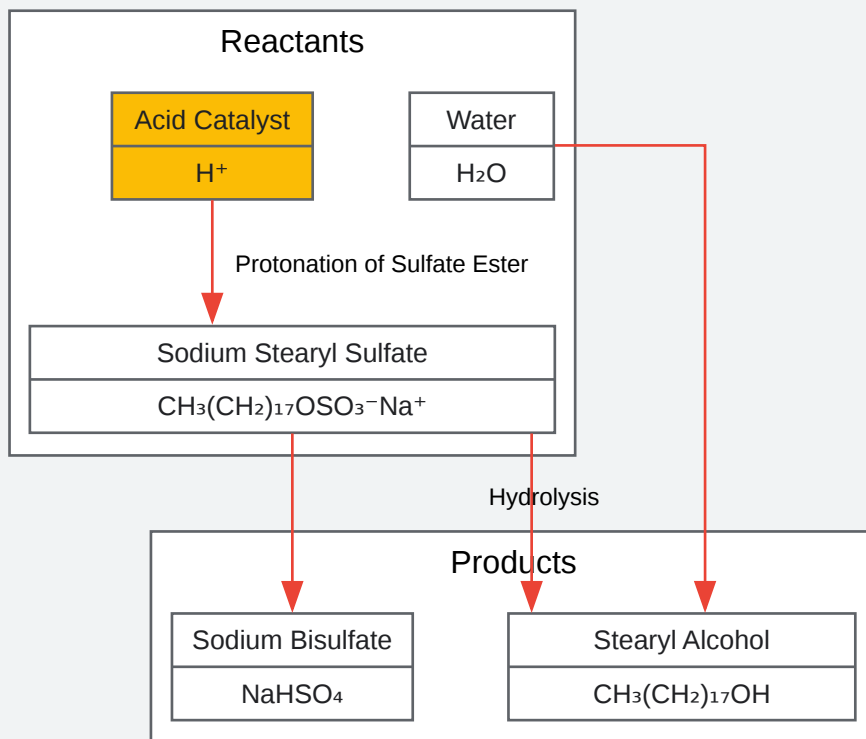 Reactants
Acid Catalyst
H⁺
Water
H₂O
Protonation of Sulfate Ester
Sodium Stearyl Sulfate
CH₃(CH₂)₁₇OSO₃⁻Na⁺
Hydrolysis
Products
Sodium Bisulfate
NaHSO₄
Stearyl Alcohol
CH₃(CH₂)₁₇OH